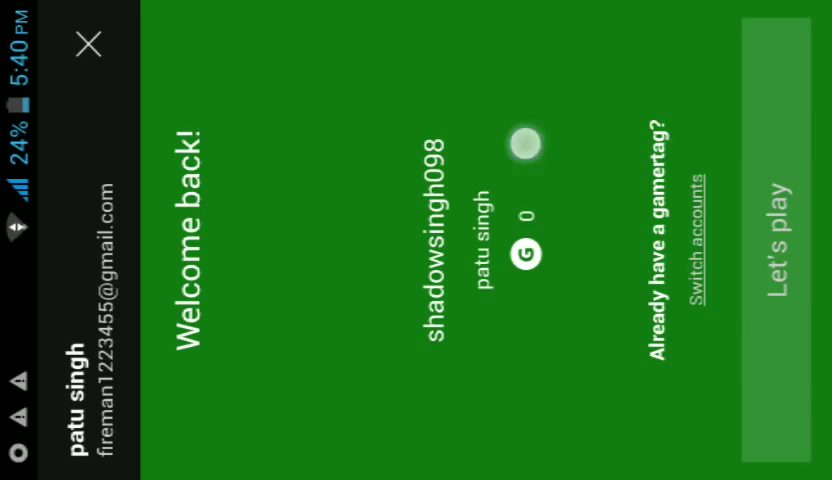 24% 5:40 PM
patu singh
fireman1223455@gmail.com
Welcome back!
shadowsingh098
patu singh
G 0
Already have a gamertag?
Switch accounts
Let's play